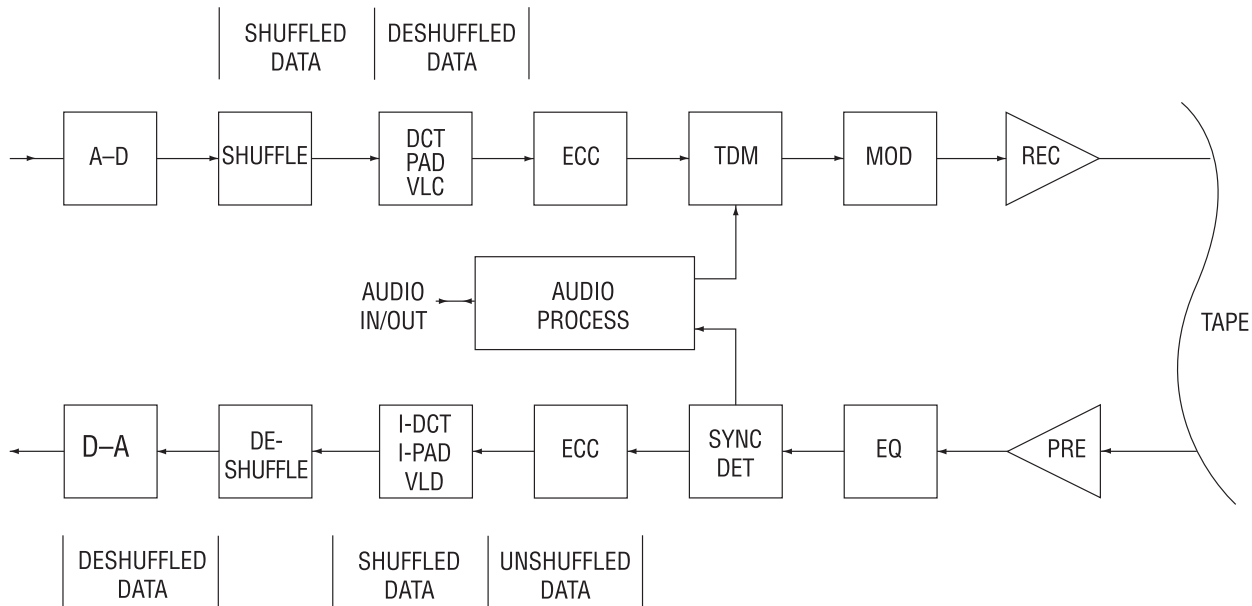 SHUFFLED
DATA
DESHUFFLED
DATA
A–D
SHUFFLE
DCT
PAD
VLC
ECC
TDM
MOD
REC
AUDIO
IN/OUT
AUDIO
PROCESS
TAPE
D–A
DE-
SHUFFLE
I-DCT
I-PAD
VLD
ECC
SYNC
DET
EQ
PRE
DESHUFFLED
DATA
SHUFFLED
DATA
UNSHUFFLED
DATA